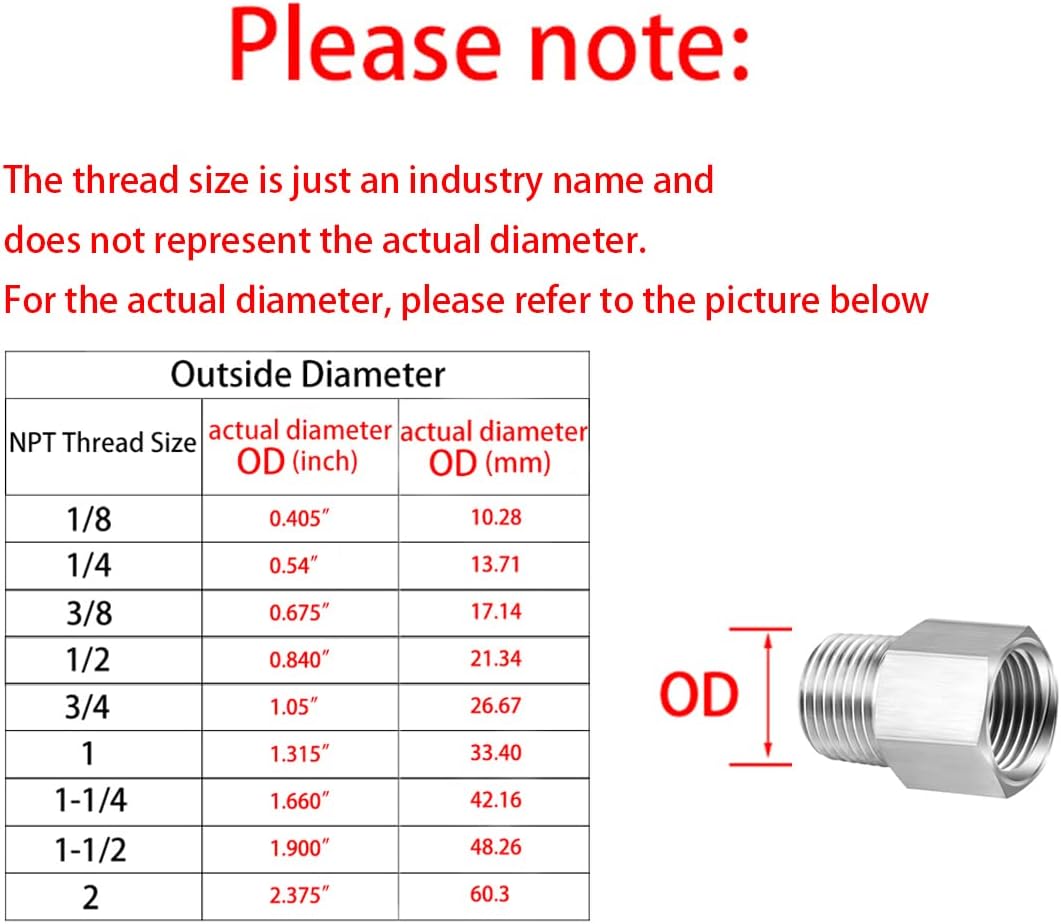 Please note:
The thread size is just an industry name and
does not represent the actual diameter.
For the actual diameter, please refer to the picture below
Outside Diameter
NPT Thread Size actual diameter OD (inch) actual diameter OD (mm)
1/8 0.405″ 10.28
1/4 0.54″ 13.71
3/8 0.675″ 17.14
1/2 0.840″ 21.34
3/4 1.05″ 26.67
1 1.315″ 33.40
1-1/4 1.660″ 42.16
1-1/2 1.900″ 48.26
2 2.375″ 60.3
OD